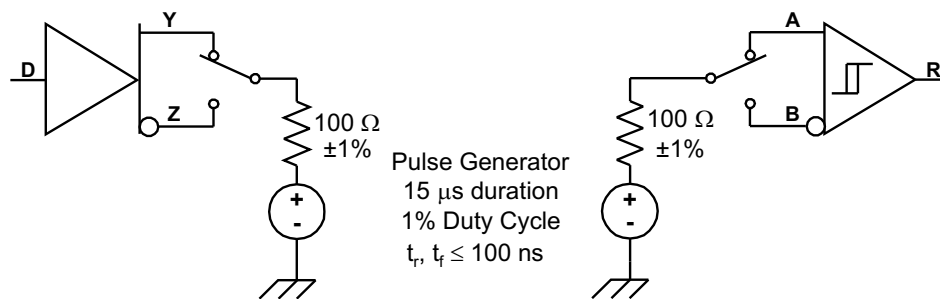 Y
D
Z
100 Ω
±1%
+
-
Pulse Generator
15 μs duration
1% Duty Cycle
tr, tf ≤ 100 ns
A
R
B
100 Ω
±1%
+
-